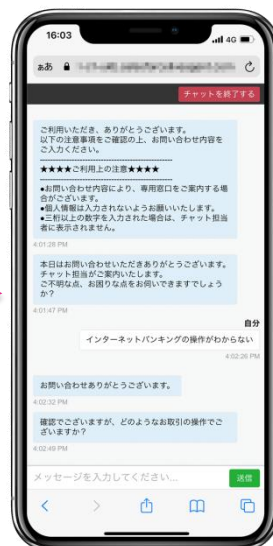 16:03
4G
ああ
チャットを終了する
ご利用いただき、ありがとうございます。
以下の注意事項をご確認の上、お問い合わせ内容を
ご入力ください。
------------------------------------------------
★★★★ご利用上の注意★★★★
------------------------------------------------
●お問い合わせ内容により、専用窓口をご案内する場
合がございます。
●個人情報は入力されないようお願いいたします。
●三桁以上の数字を入力された場合は、チャット担当
者に表示されません。
4:01:28 PM
本日はお問い合わせいただきありがとうございます。
チャット担当がご案内いたします。
ご不明な点、お困りな点をお伺いできますでしょう
か？
4:01:47 PM
自分
インターネットバンキングの操作がわからない
4:02:26 PM
お問い合わせありがとうございます。
4:02:32 PM
確認でございますが、どのようなお取引の操作でご
ざいますか？
4:02:49 PM
メッセージを入力してください...
送信